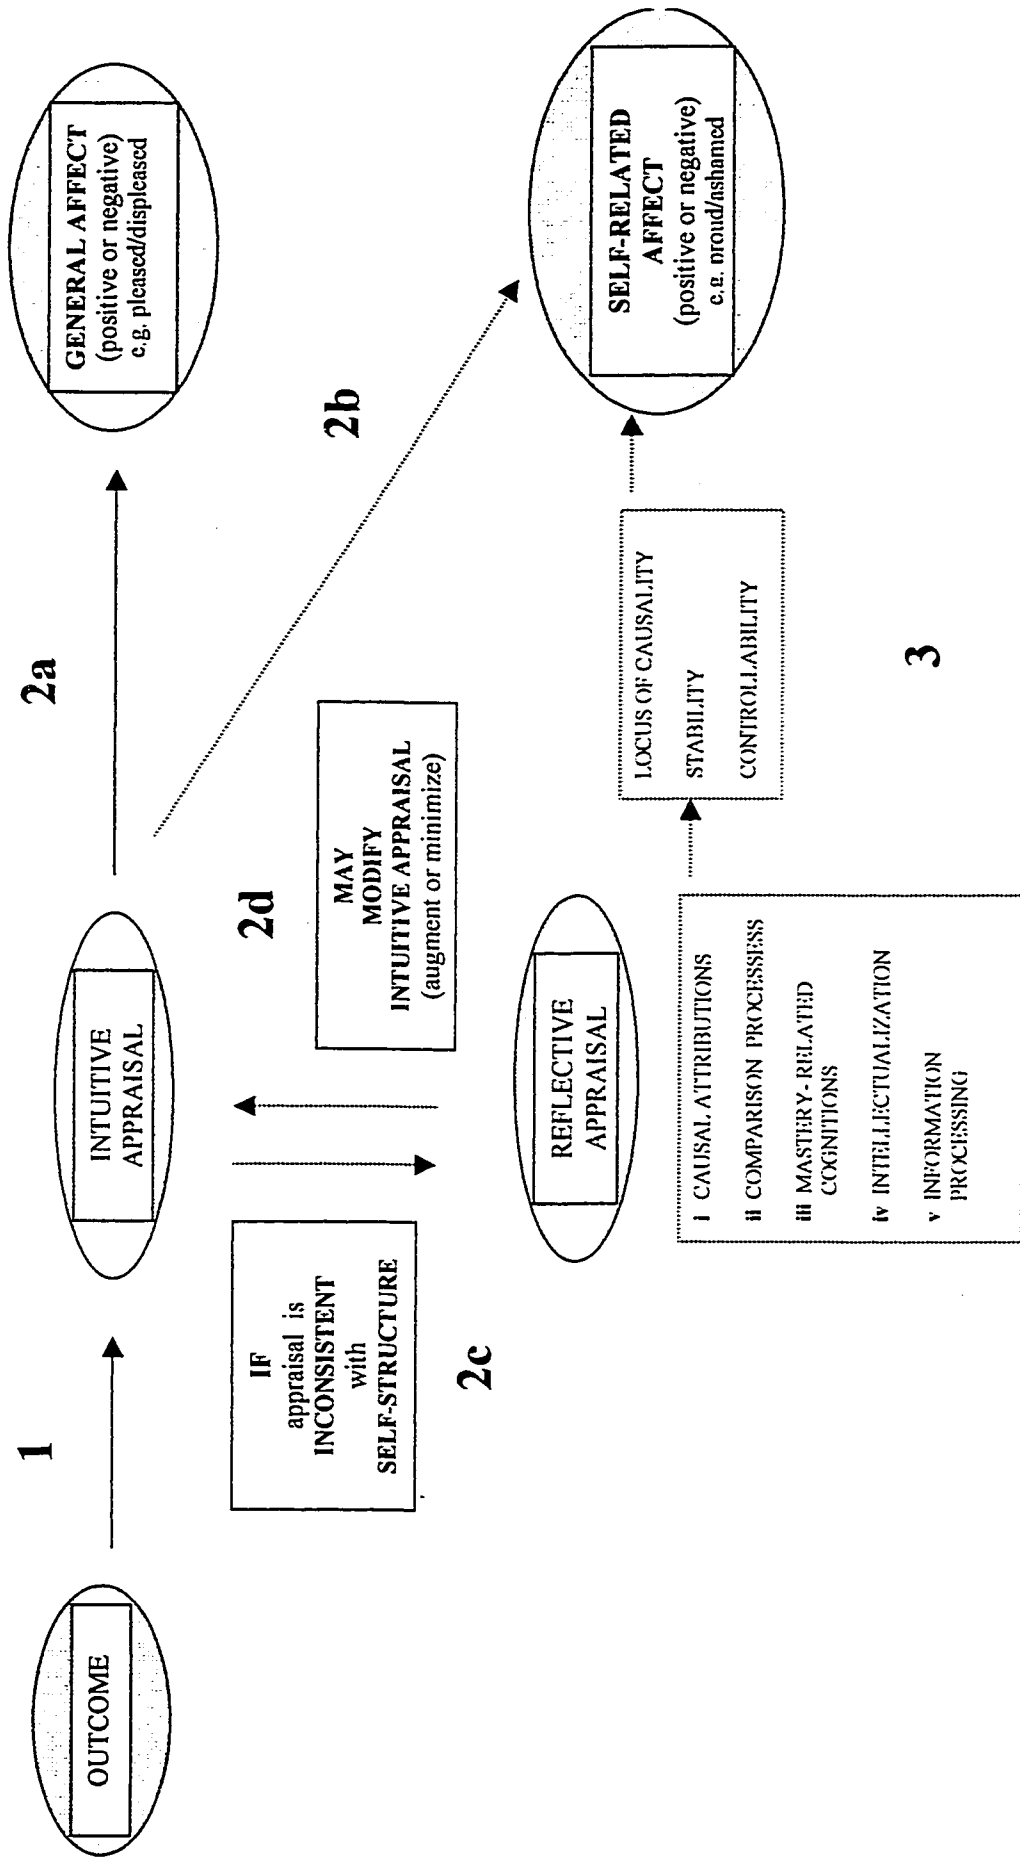 1
2a
OUTCOME
INTUITIVE
APPRAISAL
GENERAL AFFECT
(positive or negative)
e.g. pleased/displeased
IF
appraisal is
INCONSISTENT
with
SELF-STRUCTURE
2c
2d
MAY
MODIFY
INTUITIVE APPRAISAL
(augment or minimize)
2b
REFLECTIVE
APPRAISAL
i CAUSAL ATTRIBUTIONS
ii COMPARISON PROCESSESS
iii MASTERY-RELATED
COGNITIONS
iv INTELLECTUALIZATION
v INFORMATION
PROCESSING
LOCUS OF CAUSALITY
STABILITY
CONTROLLABILITY
3
SELF-RELATED
AFFECT
(positive or negative)
e.g. proud/ashamed